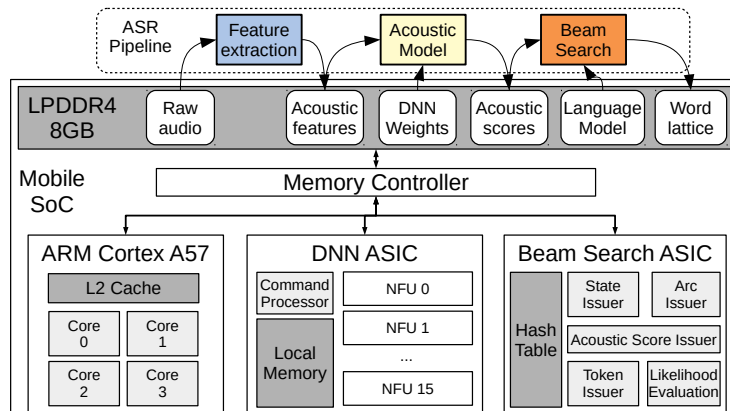 ASR
Pipeline
Feature
extraction
Acoustic
Model
Beam
Search
LPDDR4
8GB
Raw
audio
Acoustic
features
DNN
Weights
Acoustic
scores
Language
Model
Word
lattice
Mobile
SoC
Memory Controller
ARM Cortex A57
L2 Cache
Core
0
Core
1
Core
2
Core
3
DNN ASIC
Command
Processor
Local
Memory
NFU 0
NFU 1
...
NFU 15
Beam Search ASIC
Hash
Table
State
Issuer
Arc
Issuer
Acoustic Score Issuer
Token
Issuer
Likelihood
Evaluation